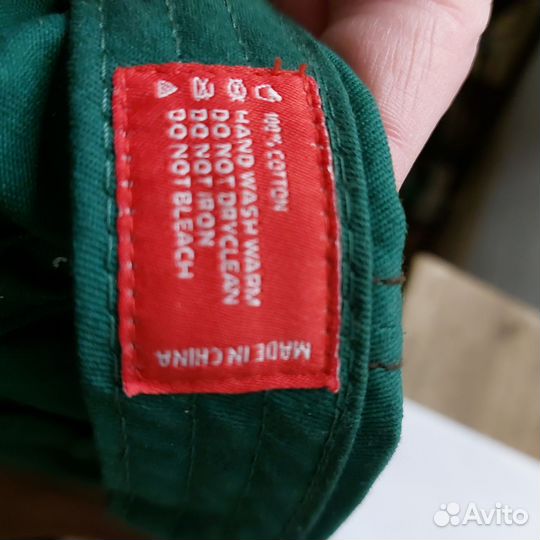 100% COTTON
HAND WASH WARM
DO NOT DRYCLEAN
DO NOT IRON
DO NOT BLEACH
MADE IN CHINA
Avito